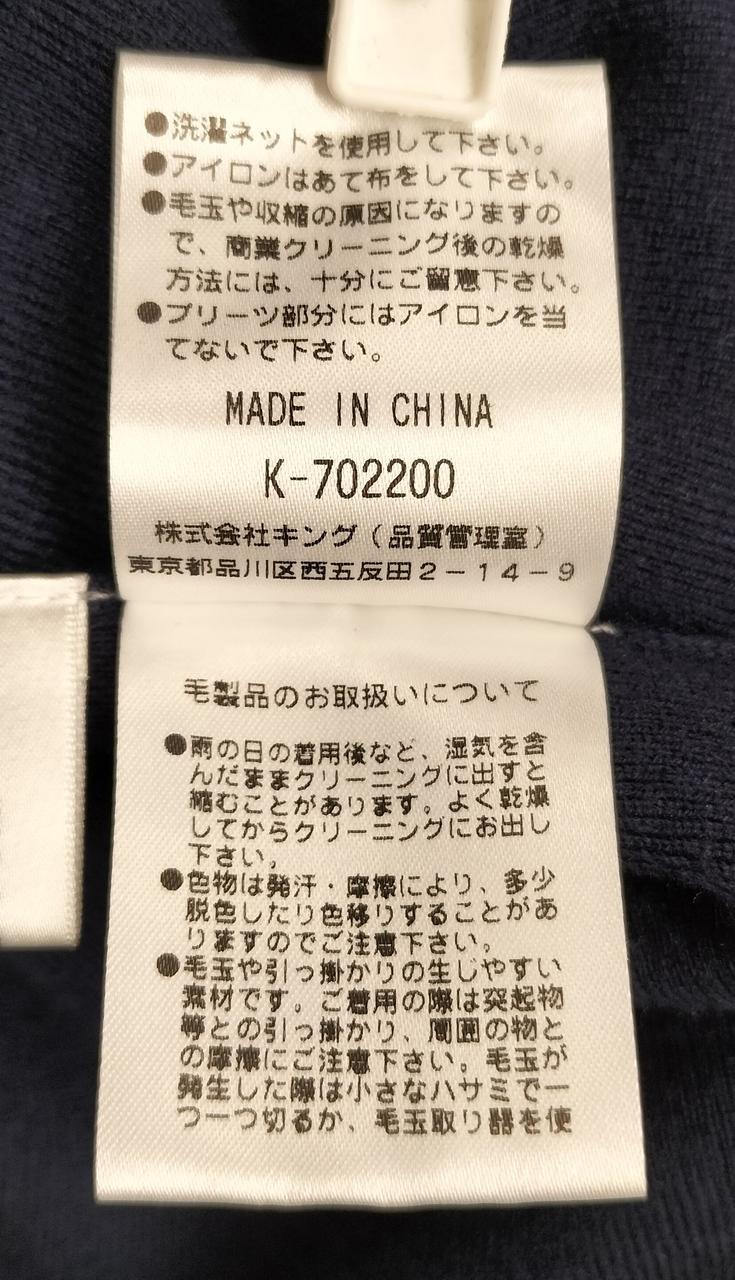 ●洗濯ネットを使用して下さい。
●アイロンはあて布をして下さい。
●毛玉や収縮の原因になりますの
で、商業クリーニング後の乾燥
方法には、十分にご留意下さい。
●プリーツ部分にはアイロンを当
てないで下さい。
MADE IN CHINA
K-702200
株式会社キング（品質管理室）
東京都品川区西五反田２－１４－９
毛製品のお取扱いについて
●雨の日の着用後など、湿気を含
んだままクリーニングに出すと
縮むことがあります。よく乾燥
してからクリーニングにお出し
下さい。
●色物は発汗・摩擦により、多少
脱色したり色移りすることがあ
りますのでご注意下さい。
●毛玉や引っ掛かりの生じやすい
素材です。ご着用の際は突起物
等との引っ掛かり、周囲の物と
の摩擦にご注意下さい。毛玉が
発生した際は小さなハサミで一
つ一つ切るか、毛玉取り器を使